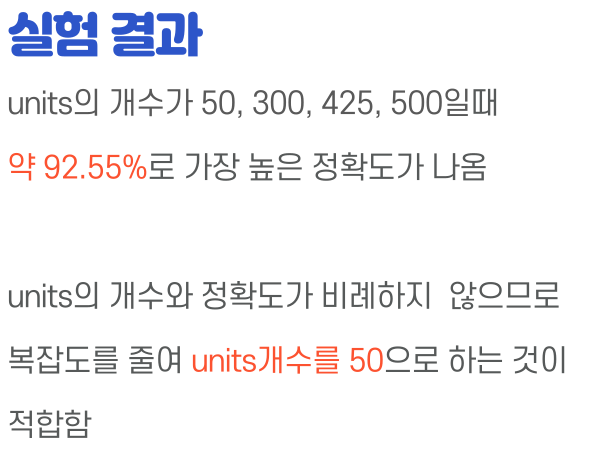 실험 결과
units의 개수가 50, 300, 425, 500일때
약 92.55%로 가장 높은 정확도가 나옴
units의 개수와 정확도가 비례하지 않으므로
복잡도를 줄여 units개수를 50으로 하는 것이
적합함